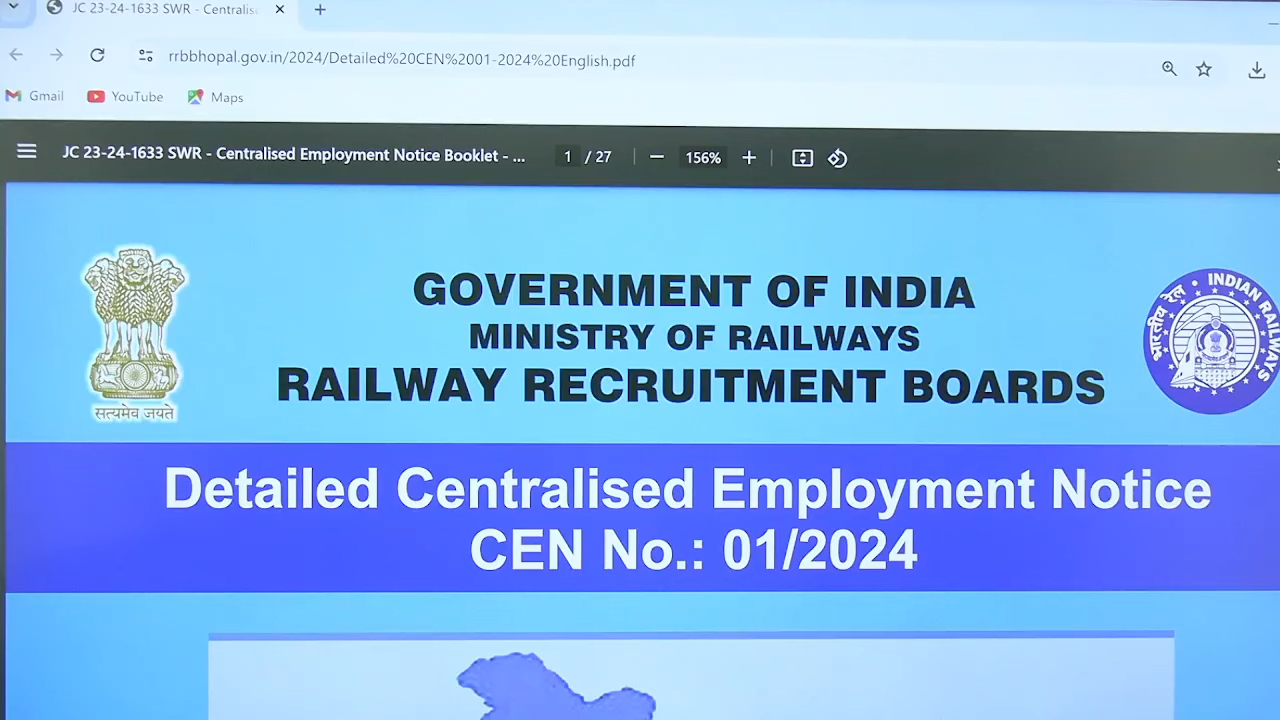 JC 23-24-1633 SWR - Centralis
rrbbhopal.gov.in/2024/Detailed%20CEN%2001-2024%20English.pdf
Gmail
YouTube
Maps
JC 23-24-1633 SWR - Centralised Employment Notice Booklet - ...
1 / 27
156%
GOVERNMENT OF INDIA
MINISTRY OF RAILWAYS
RAILWAY RECRUITMENT BOARDS
सत्यमेव जयते
भारतीय रेल • INDIAN RAILWAYS
Detailed Centralised Employment Notice
CEN No.: 01/2024